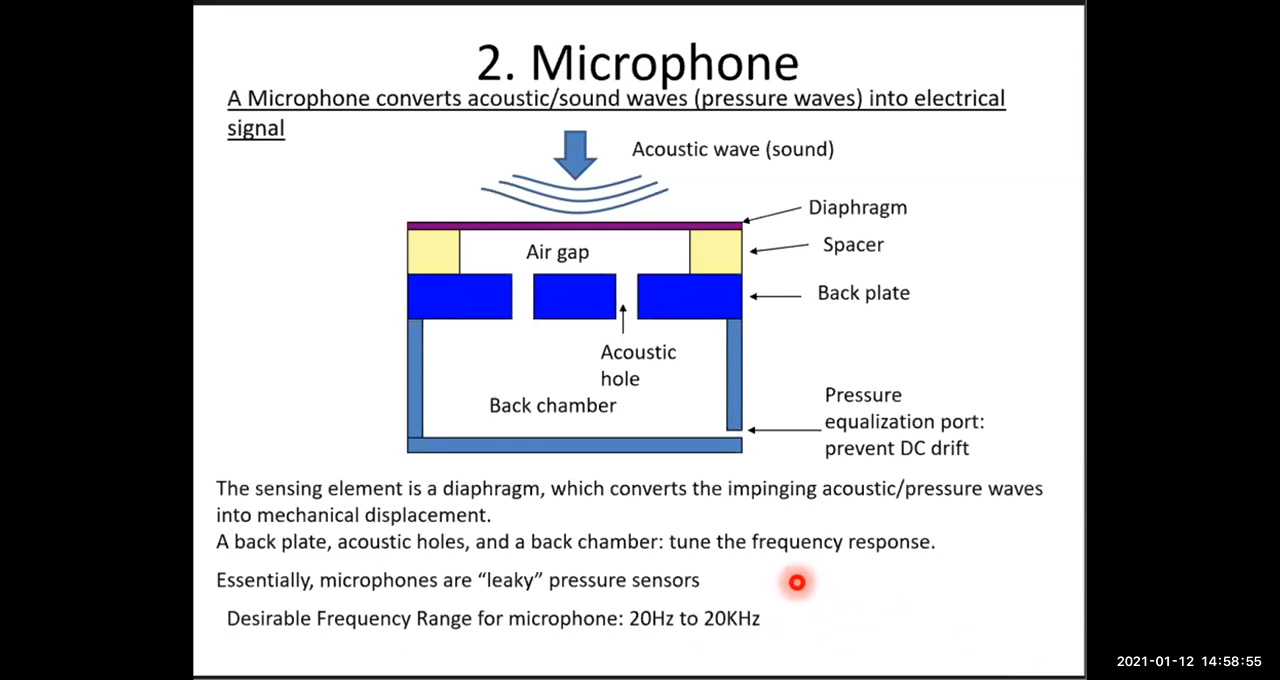 2. Microphone
A Microphone converts acoustic/sound waves (pressure waves) into electrical
signal
Acoustic wave (sound)
Diaphragm
Air gap
Spacer
Back plate
Acoustic
hole
Back chamber
Pressure
equalization port:
prevent DC drift
The sensing element is a diaphragm, which converts the impinging acoustic/pressure waves
into mechanical displacement.
A back plate, acoustic holes, and a back chamber: tune the frequency response.
Essentially, microphones are “leaky” pressure sensors
Desirable Frequency Range for microphone: 20Hz to 20KHz
2021-01-12 14:58:55